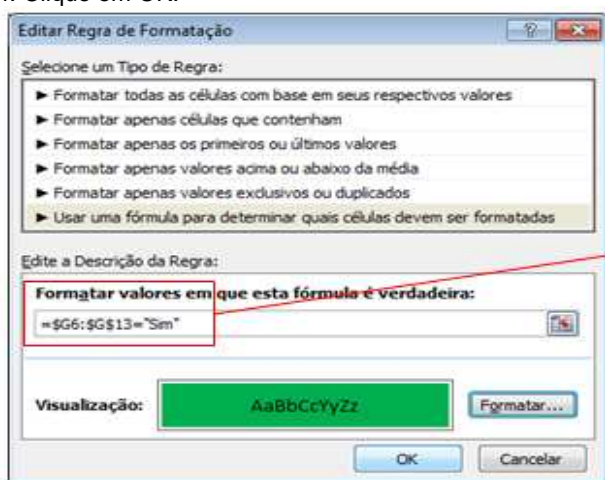 Editar Regra de Formatação
Selecione um Tipo de Regra:
► Formatar todas as células com base em seus respectivos valores
► Formatar apenas células que contenham
► Formatar apenas os primeiros ou últimos valores
► Formatar apenas valores acima ou abaixo da média
► Formatar apenas valores exclusivos ou duplicados
► Usar uma fórmula para determinar quais células devem ser formatadas
Edite a Descrição da Regra:
Formatar valores em que esta fórmula é verdadeira:
=$G6:$G$13="Sim"
Visualização:
AaBbCcYyZz
Formatar...
OK
Cancelar